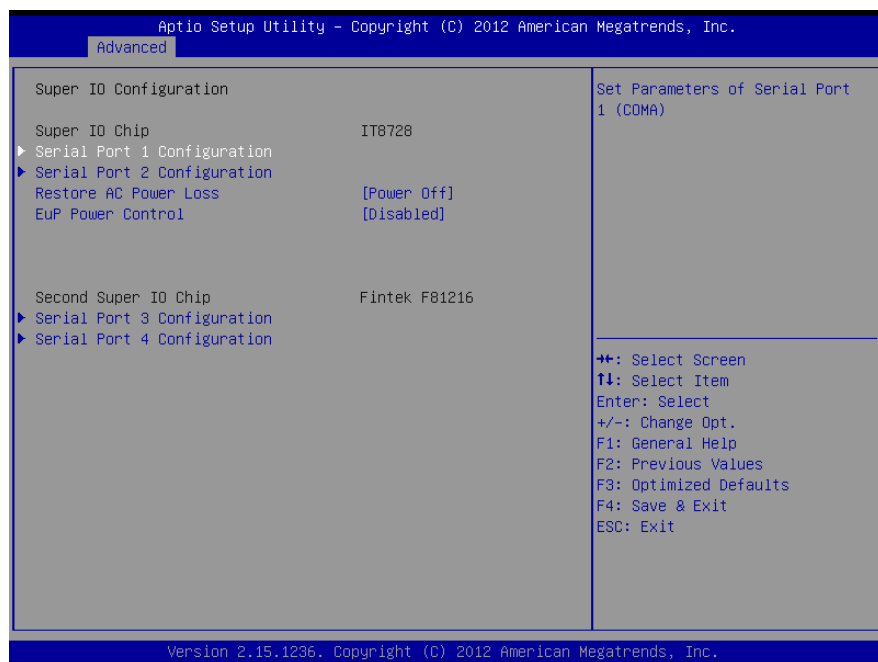 Aptio Setup Utility – Copyright (C) 2012 American Megatrends, Inc.
Advanced
Super IO Configuration
Super IO Chip IT8728
Serial Port 1 Configuration
Serial Port 2 Configuration
Restore AC Power Loss [Power Off]
EuP Power Control [Disabled]
Second Super IO Chip Fintek F81216
Serial Port 3 Configuration
Serial Port 4 Configuration
Set Parameters of Serial Port
1 (COMA)
→←: Select Screen
↑↓: Select Item
Enter: Select
+/-: Change Opt.
F1: General Help
F2: Previous Values
F3: Optimized Defaults
F4: Save & Exit
ESC: Exit
Version 2.15.1236. Copyright (C) 2012 American Megatrends, Inc.